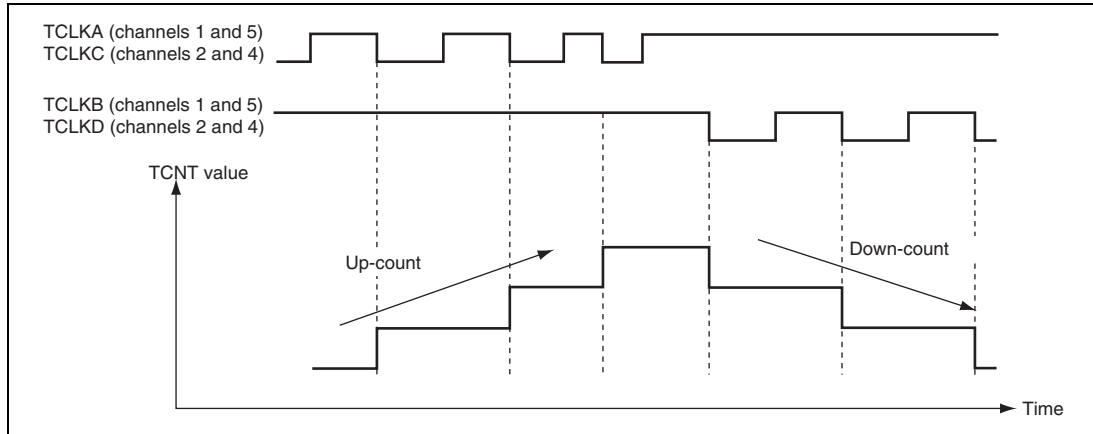 TCLKA (channels 1 and 5)
TCLKC (channels 2 and 4)
TCLKB (channels 1 and 5)
TCLKD (channels 2 and 4)
TCNT value
Up-count
Down-count
Time